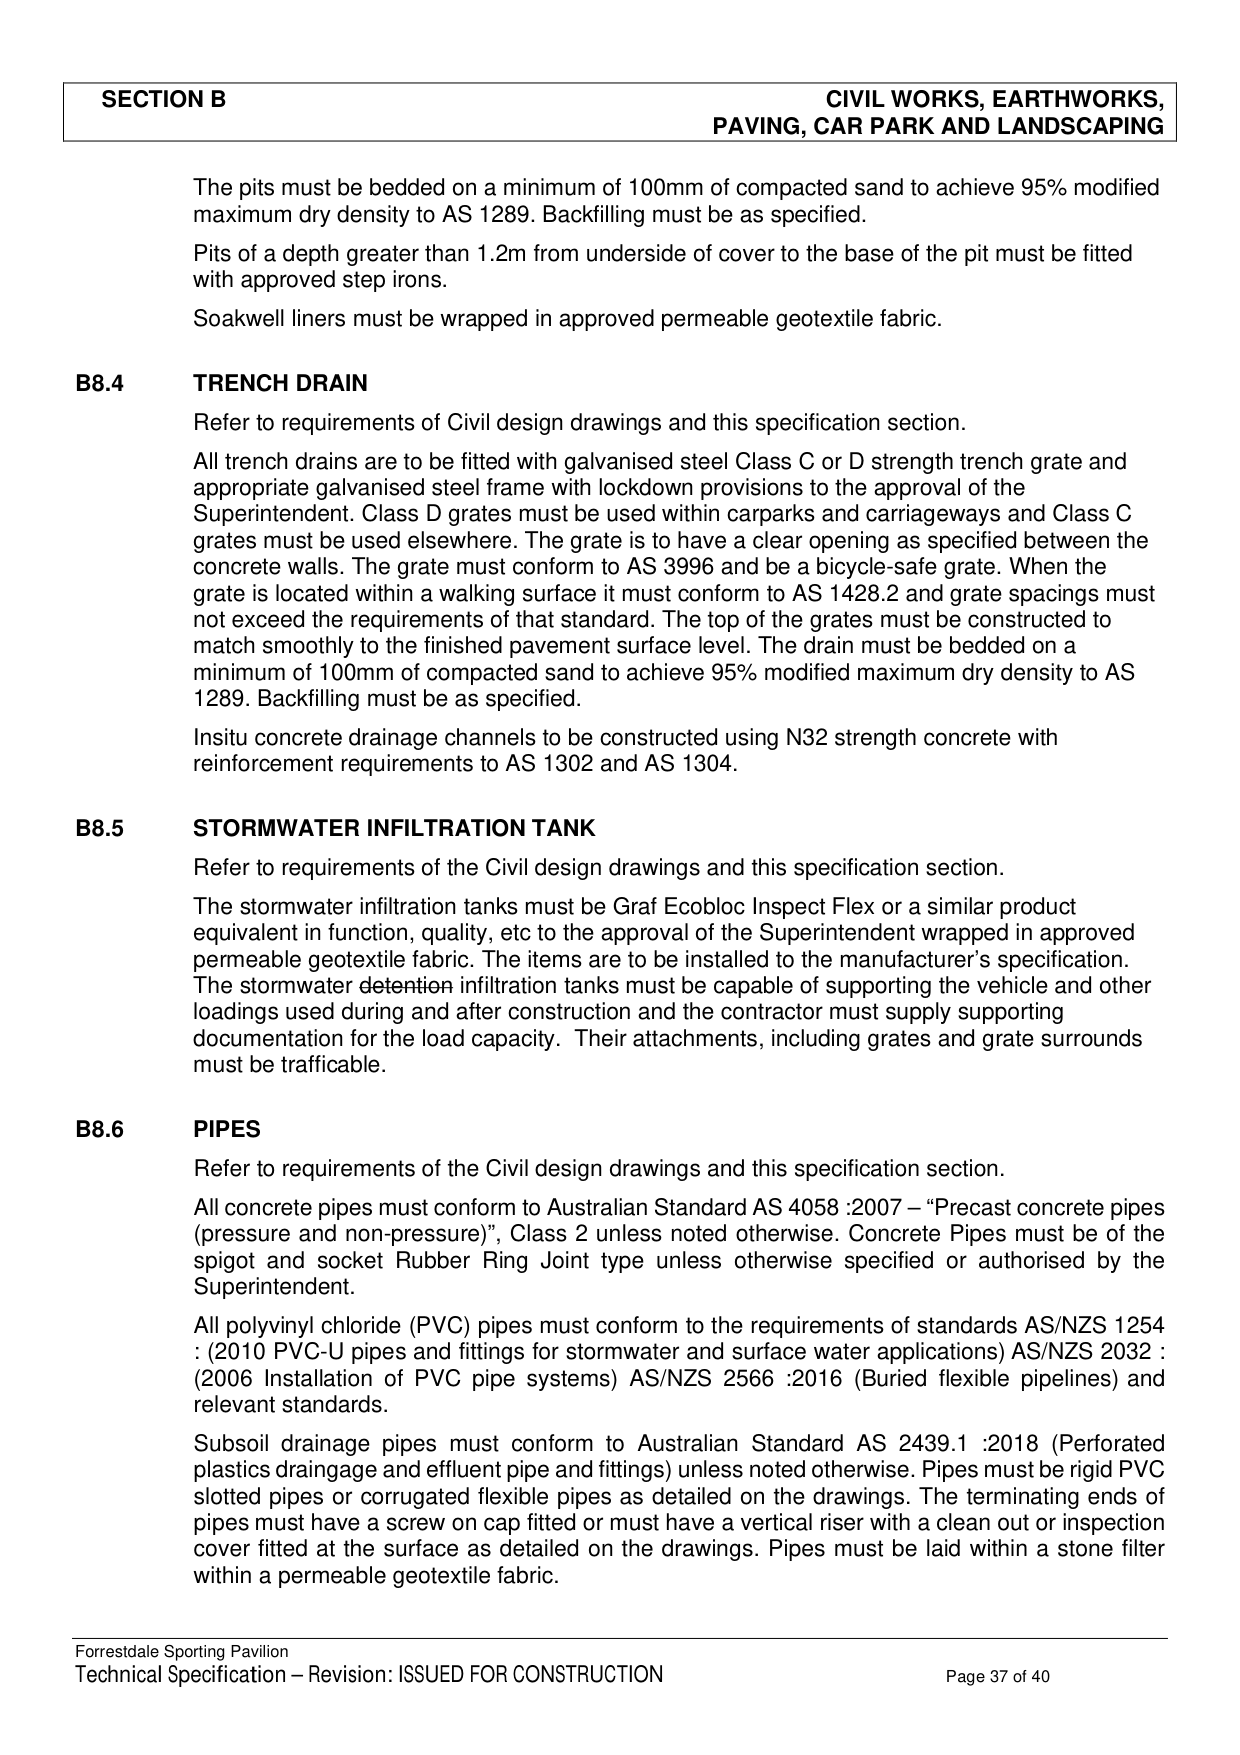 SECTION B
CIVIL WORKS, EARTHWORKS,
PAVING, CAR PARK AND LANDSCAPING
The pits must be bedded on a minimum of 100mm of compacted sand to achieve 95% modified
maximum dry density to AS 1289. Backfilling must be as specified.
Pits of a depth greater than 1.2m from underside of cover to the base of the pit must be fitted
with approved step irons.
Soakwell liners must be wrapped in approved permeable geotextile fabric.
B8.4 TRENCH DRAIN
Refer to requirements of Civil design drawings and this specification section.
All trench drains are to be fitted with galvanised steel Class C or D strength trench grate and
appropriate galvanised steel frame with lockdown provisions to the approval of the
Superintendent. Class D grates must be used within carparks and carriageways and Class C
grates must be used elsewhere. The grate is to have a clear opening as specified between the
concrete walls. The grate must conform to AS 3996 and be a bicycle-safe grate. When the
grate is located within a walking surface it must conform to AS 1428.2 and grate spacings must
not exceed the requirements of that standard. The top of the grates must be constructed to
match smoothly to the finished pavement surface level. The drain must be bedded on a
minimum of 100mm of compacted sand to achieve 95% modified maximum dry density to AS
1289. Backfilling must be as specified.
Insitu concrete drainage channels to be constructed using N32 strength concrete with
reinforcement requirements to AS 1302 and AS 1304.
B8.5 STORMWATER INFILTRATION TANK
Refer to requirements of the Civil design drawings and this specification section.
The stormwater infiltration tanks must be Graf Ecobloc Inspect Flex or a similar product
equivalent in function, quality, etc to the approval of the Superintendent wrapped in approved
permeable geotextile fabric. The items are to be installed to the manufacturer’s specification.
The stormwater detention infiltration tanks must be capable of supporting the vehicle and other
loadings used during and after construction and the contractor must supply supporting
documentation for the load capacity.  Their attachments, including grates and grate surrounds
must be trafficable.
B8.6 PIPES
Refer to requirements of the Civil design drawings and this specification section.
All concrete pipes must conform to Australian Standard AS 4058 :2007 – “Precast concrete pipes
(pressure and non-pressure)”, Class 2 unless noted otherwise. Concrete Pipes must be of the
spigot and socket Rubber Ring Joint type unless otherwise specified or authorised by the
Superintendent.
All polyvinyl chloride (PVC) pipes must conform to the requirements of standards AS/NZS 1254
: (2010 PVC-U pipes and fittings for stormwater and surface water applications) AS/NZS 2032 :
(2006 Installation of PVC pipe systems) AS/NZS 2566 :2016 (Buried flexible pipelines) and
relevant standards.
Subsoil drainage pipes must conform to Australian Standard AS 2439.1 :2018 (Perforated
plastics draingage and effluent pipe and fittings) unless noted otherwise. Pipes must be rigid PVC
slotted pipes or corrugated flexible pipes as detailed on the drawings. The terminating ends of
pipes must have a screw on cap fitted or must have a vertical riser with a clean out or inspection
cover fitted at the surface as detailed on the drawings. Pipes must be laid within a stone filter
within a permeable geotextile fabric.
Forrestdale Sporting Pavilion
Technical Specification – Revision: ISSUED FOR CONSTRUCTION
Page 37 of 40